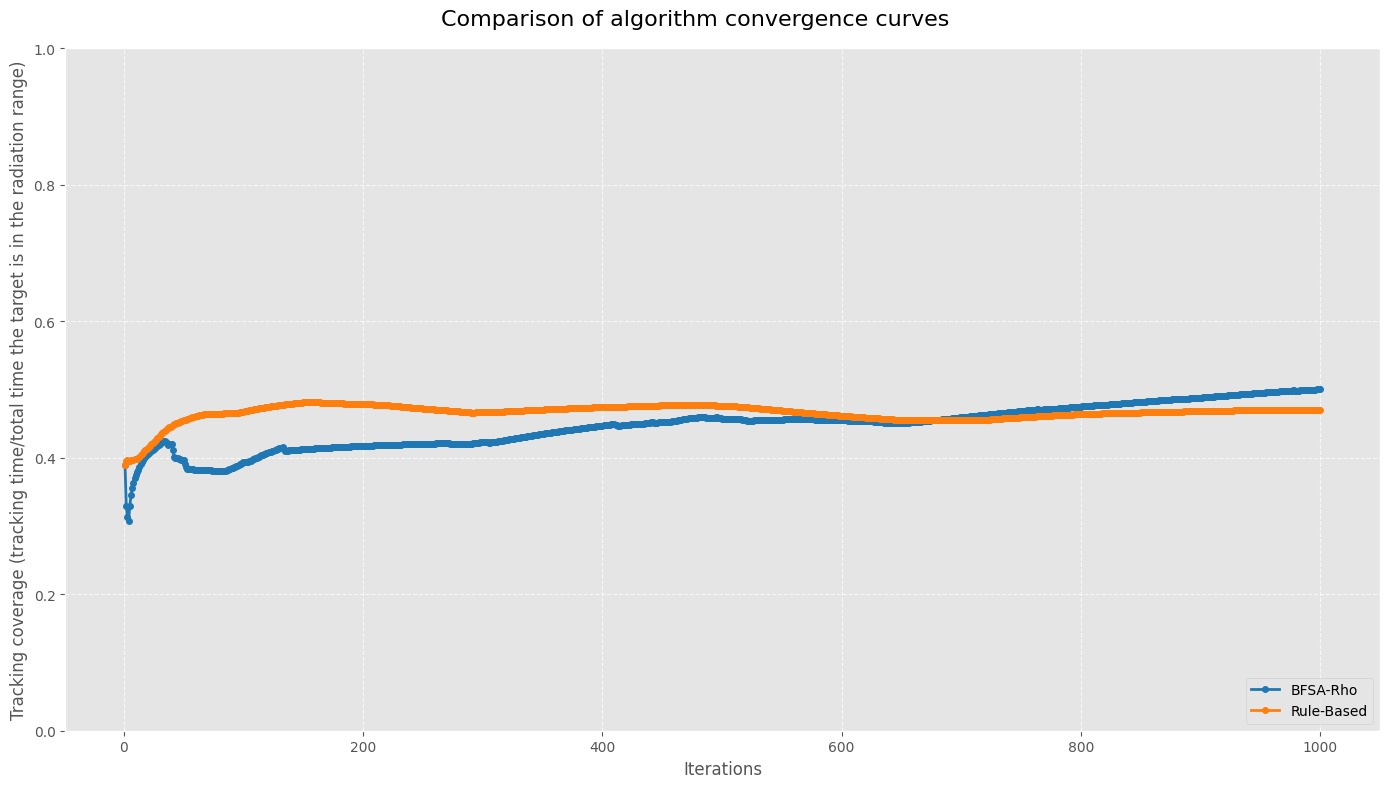 Comparison of algorithm convergence curves
Tracking coverage (tracking time/total time the target is in the radiation range)
1.0
0.8
0.6
0.4
0.2
0.0
0
200
400
600
800
1000
Iterations
BFSA-Rho
Rule-Based